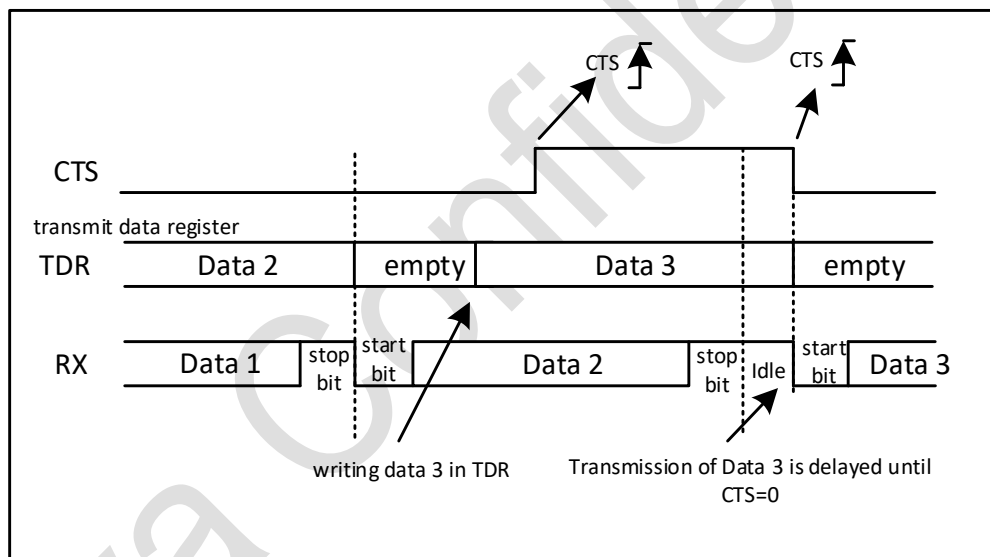 CTS
CTS
CTS
transmit data register
TDR
Data 2
empty
Data 3
empty
RX
Data 1
stop bit
start bit
Data 2
stop bit
Idle
start bit
Data 3
writing data 3 in TDR
Transmission of Data 3 is delayed until
CTS=0